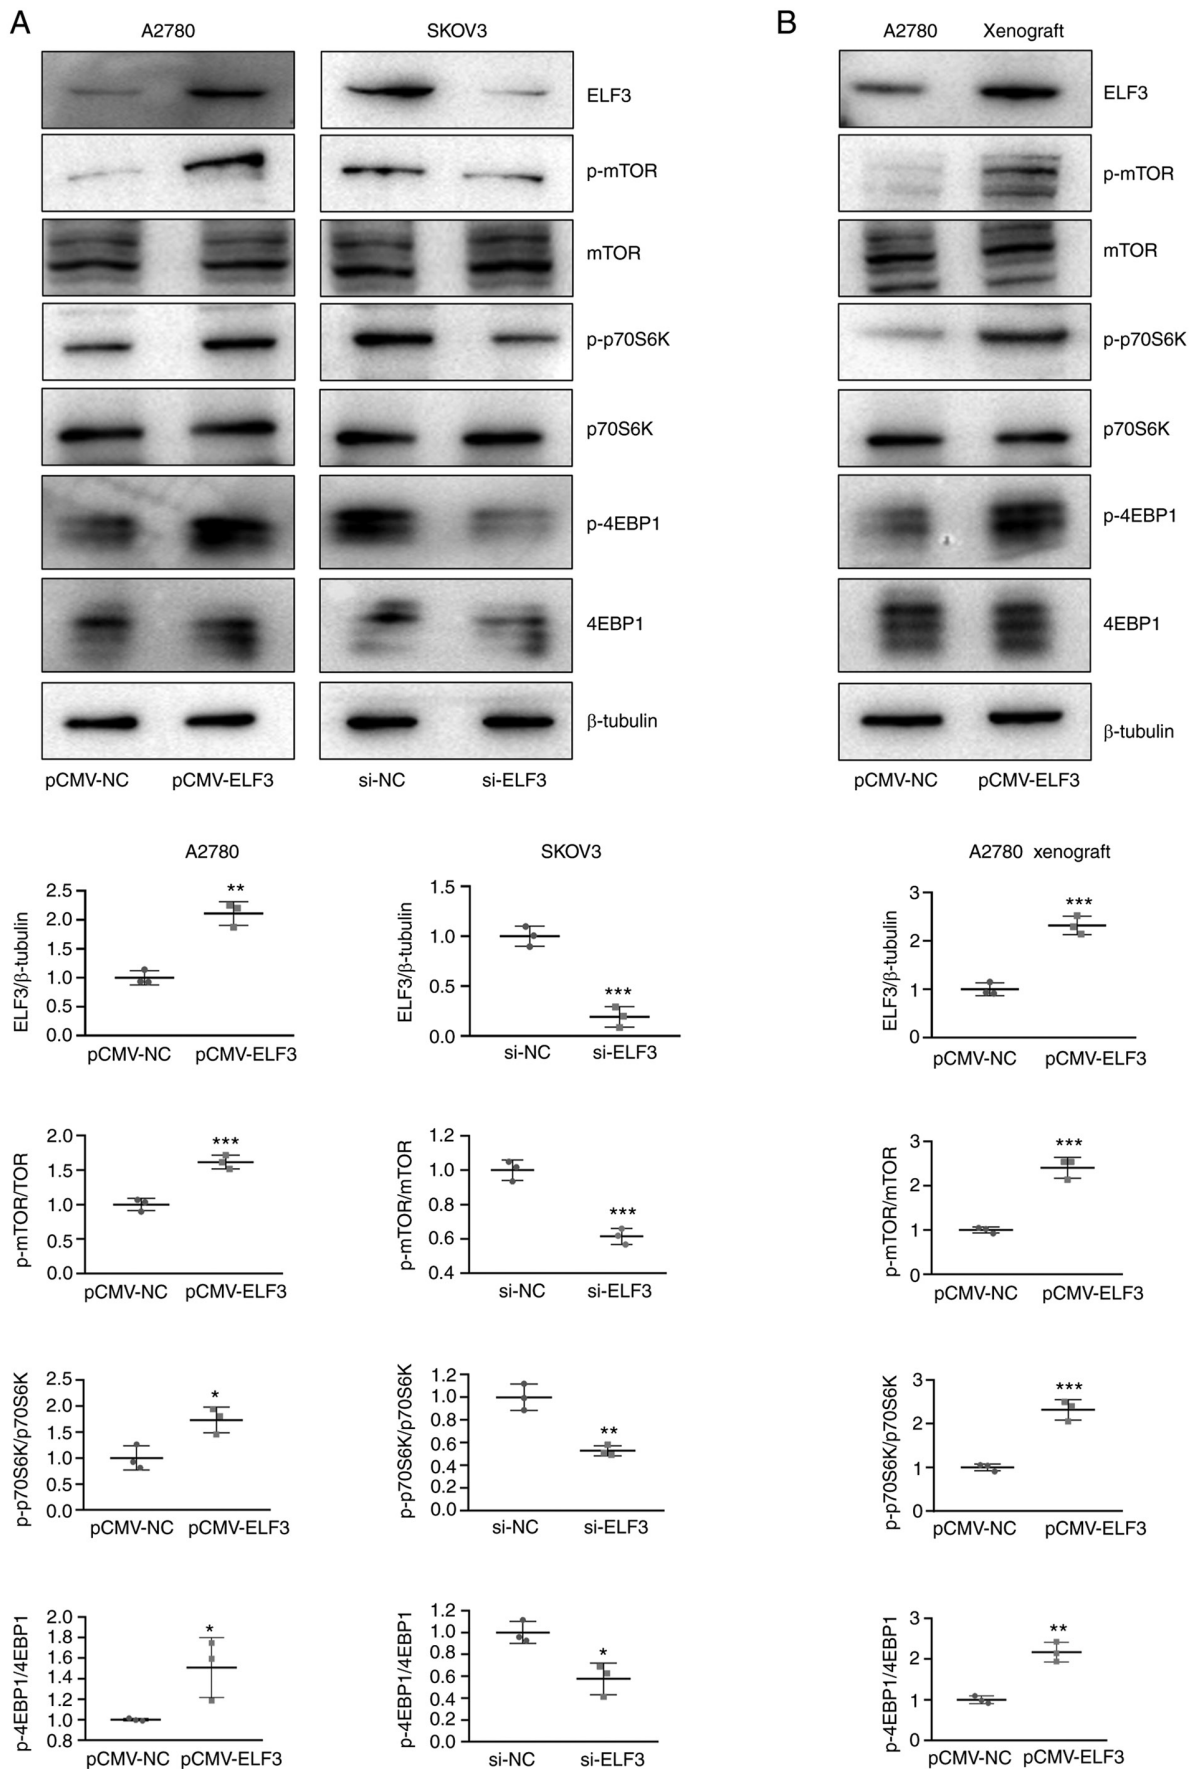 A
B
A2780 SKOV3 A2780 Xenograft
ELF3 ELF3
p-mTOR p-mTOR
mTOR mTOR
p-p70S6K p-p70S6K
p70S6K p70S6K
p-4EBP1 p-4EBP1
4EBP1 4EBP1
β-tubulin β-tubulin
pCMV-NC pCMV-ELF3 si-NC si-ELF3 pCMV-NC pCMV-ELF3
A2780 SKOV3 A2780 xenograft
ELF3/β-tubulin
2.5
2.0
1.5
1.0
0.5
0.0
**
pCMV-NC pCMV-ELF3
ELF3/β-tubulin
1.5
1.0
0.5
0.0
***
si-NC si-ELF3
ELF3/β-tubulin
3
2
1
0
***
pCMV-NC pCMV-ELF3
p-mTOR/TOR
2.0
1.5
1.0
0.5
0.0
***
pCMV-NC pCMV-ELF3
p-mTOR/mTOR
1.2
1.0
0.8
0.6
0.4
***
si-NC si-ELF3
p-mTOR/mTOR
3
2
1
0
***
pCMV-NC pCMV-ELF3
p-p70S6K/p70S6K
2.5
2.0
1.5
1.0
0.5
0.0
*
pCMV-NC pCMV-ELF3
p-p70S6K/p70S6K
1.2
1.0
0.8
0.6
0.4
0.2
0.0
**
si-NC si-ELF3
p-p70S6K/p70S6K
3
2
1
0
***
pCMV-NC pCMV-ELF3
p-4EBP1/4EBP1
2.0
1.8
1.6
1.4
1.2
1.0
0.8
*
pCMV-NC pCMV-ELF3
p-4EBP1/4EBP1
1.2
1.0
0.8
0.6
0.4
0.2
0.0
*
si-NC si-ELF3
p-4EBP1/4EBP1
3
2
1
0
**
pCMV-NC pCMV-ELF3